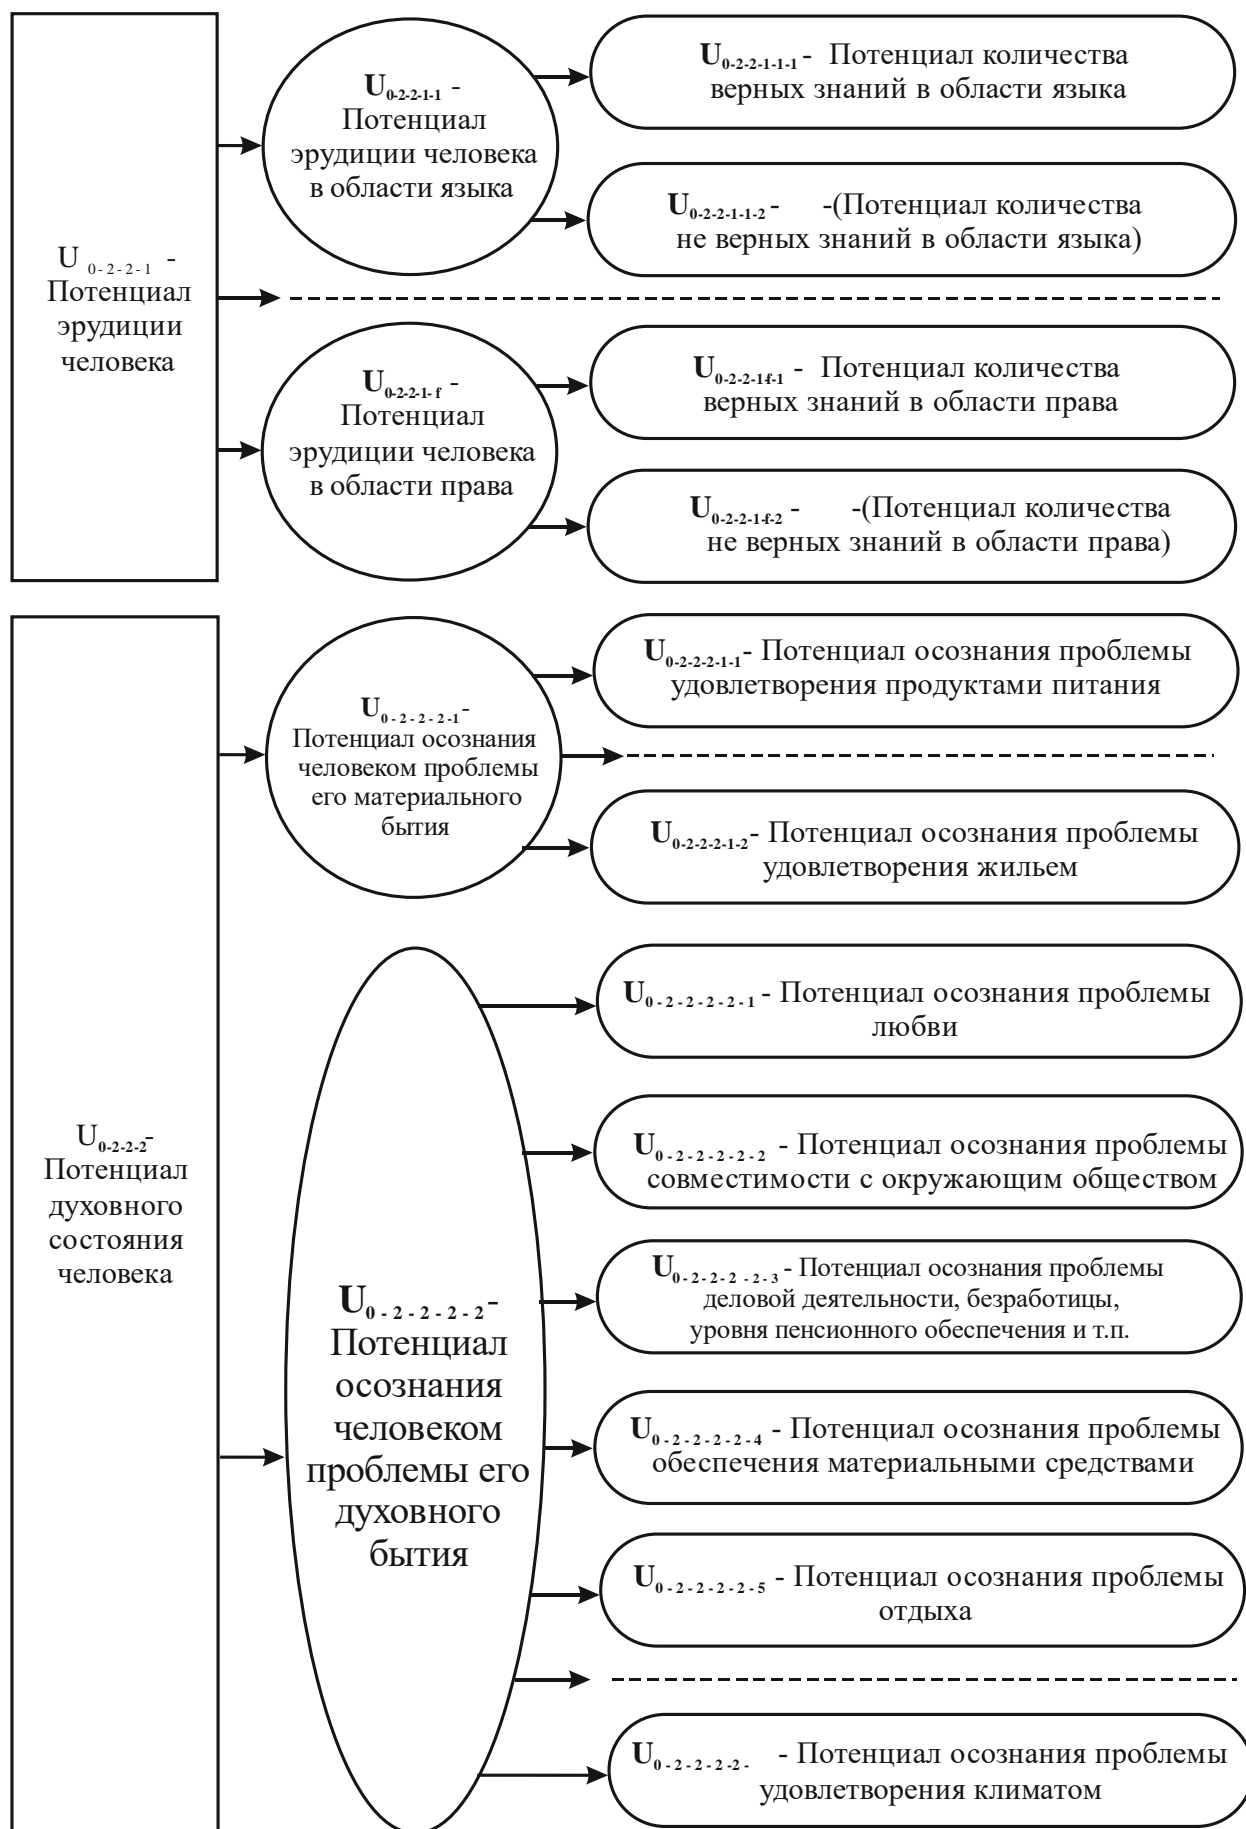 U 0-2-2-1 -
Потенциал
эрудиции
человека
U0-2-2-1-1 -
Потенциал
эрудиции человека
в области языка
U0-2-2-1-1-1 - Потенциал количества
верных знаний в области языка
U0-2-2-1-1-2 - -(Потенциал количества
не верных знаний в области языка)
U0-2-2-1-f -
Потенциал
эрудиции человека
в области права
U0-2-2-1-f-1 - Потенциал количества
верных знаний в области права
U0-2-2-1-f-2 - -(Потенциал количества
не верных знаний в области права)
U0-2-2-2-
Потенциал
духовного
состояния
человека
U0-2-2-2-1-
Потенциал осознания
человеком проблемы
его материального
бытия
U0-2-2-2-1-1- Потенциал осознания проблемы
удовлетворения продуктами питания
U0-2-2-2-1-2- Потенциал осознания проблемы
удовлетворения жильем
U0-2-2-2-2-
Потенциал
осознания
человеком
проблемы его
духовного
бытия
U0-2-2-2-2-1 - Потенциал осознания проблемы
любви
U0-2-2-2-2-2 - Потенциал осознания проблемы
совместимости с окружающим обществом
U0-2-2-2-2-3 - Потенциал осознания проблемы
деловой деятельности, безработицы,
уровня пенсионного обеспечения и т.п.
U0-2-2-2-2-4 - Потенциал осознания проблемы
обеспечения материальными средствами
U0-2-2-2-2-5 - Потенциал осознания проблемы
отдыха
U0-2-2-2-2- - Потенциал осознания проблемы
удовлетворения климатом